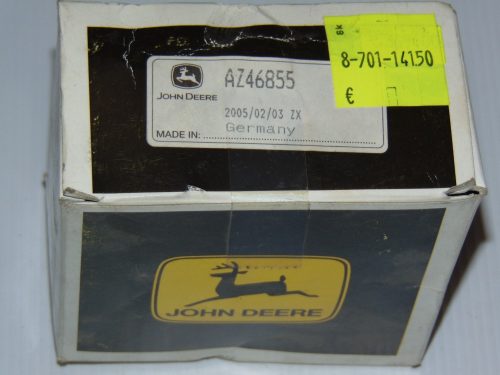 AZ46855
JOHN DEERE
2005/02/03 ZX
MADE IN: Germany
8-701-14150
€
JOHN DEERE